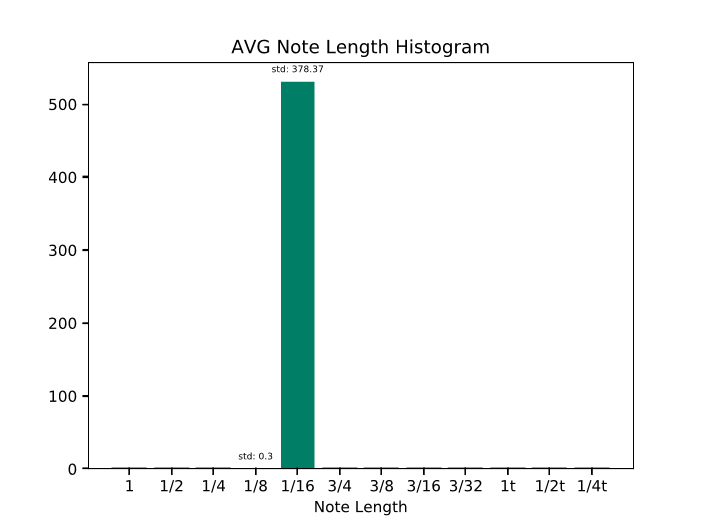 AVG Note Length Histogram
std: 378.37
500
400
300
200
100
std: 0.3
0
1 1/2 1/4 1/8 1/16 3/4 3/8 3/16 3/32 1t 1/2t 1/4t
Note Length